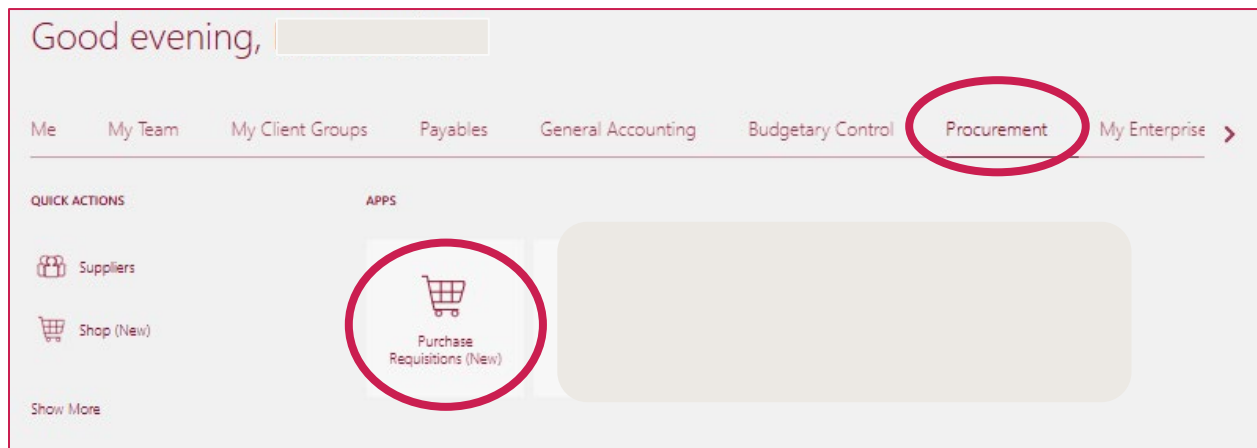 Good evening,
Me My Team My Client Groups Payables General Accounting Budgetary Control Procurement My Enterprise
QUICK ACTIONS
APPS
Suppliers
Shop (New)
Purchase
Requisitions (New)
Show More